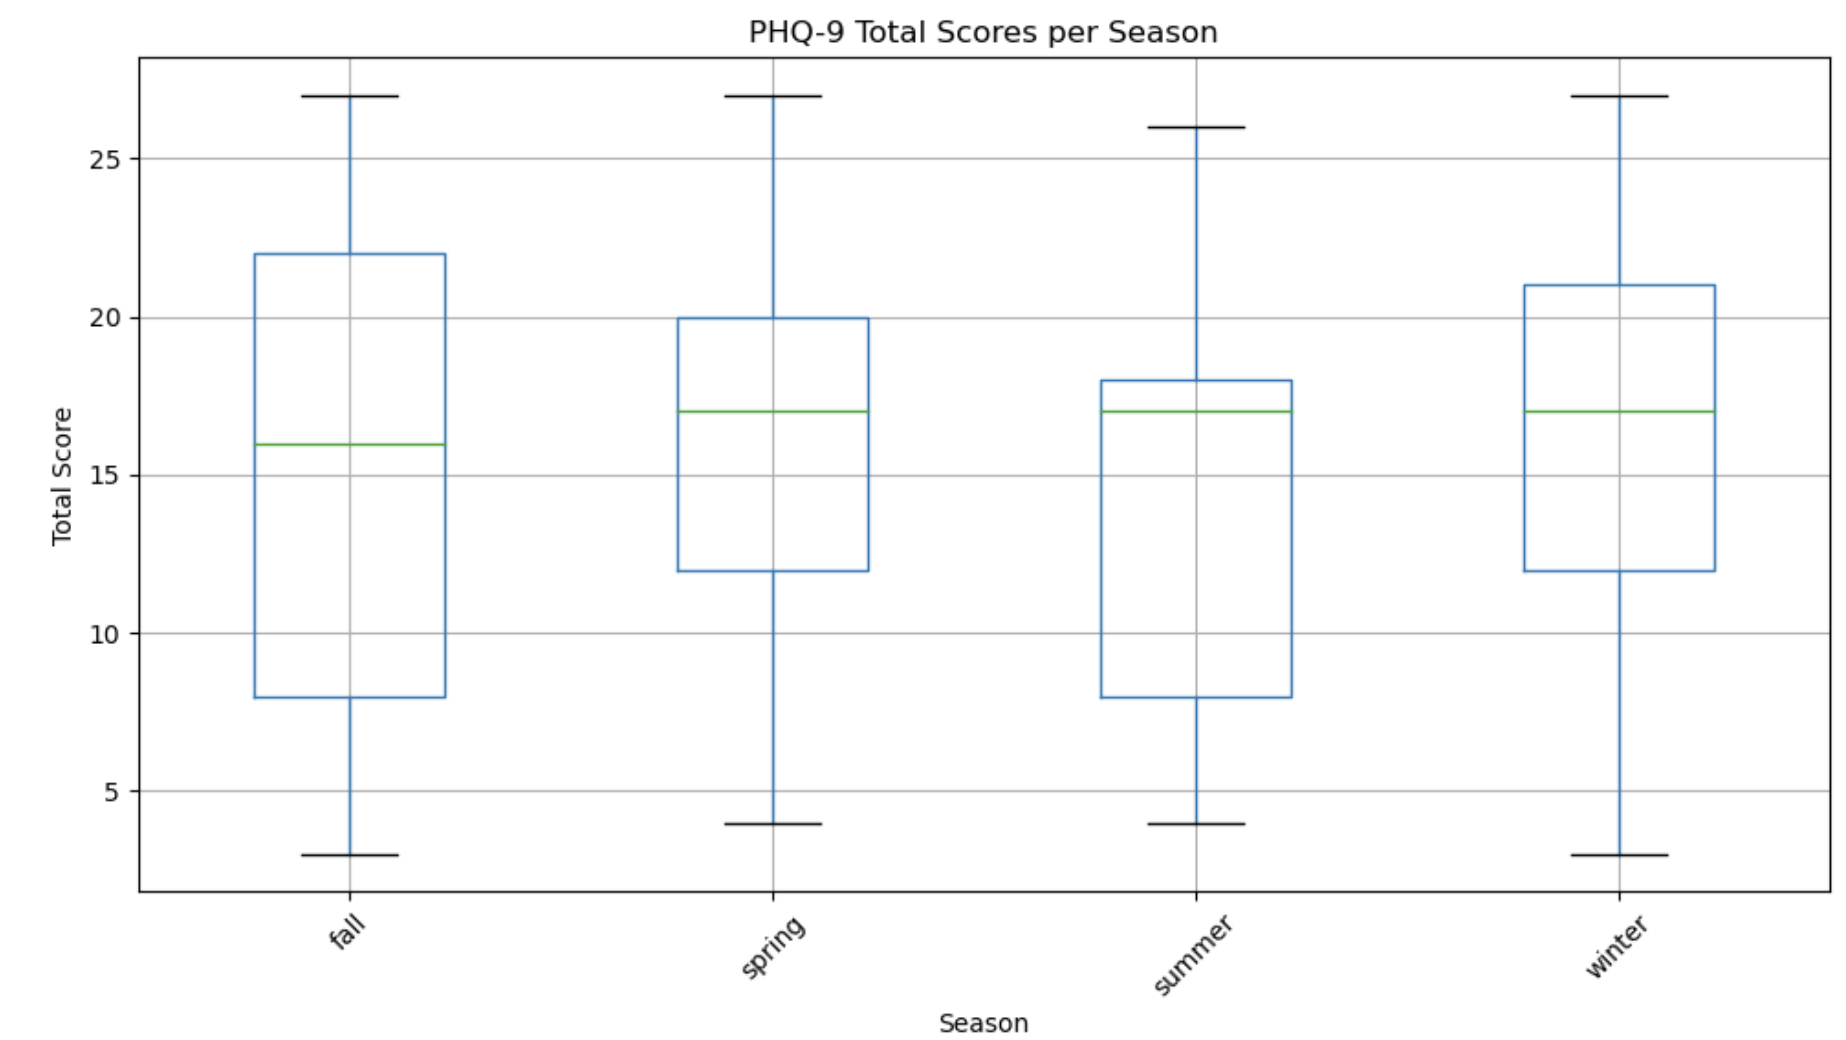 PHQ-9 Total Scores per Season
Total Score
25
20
15
10
5
fall
spring
summer
winter
Season